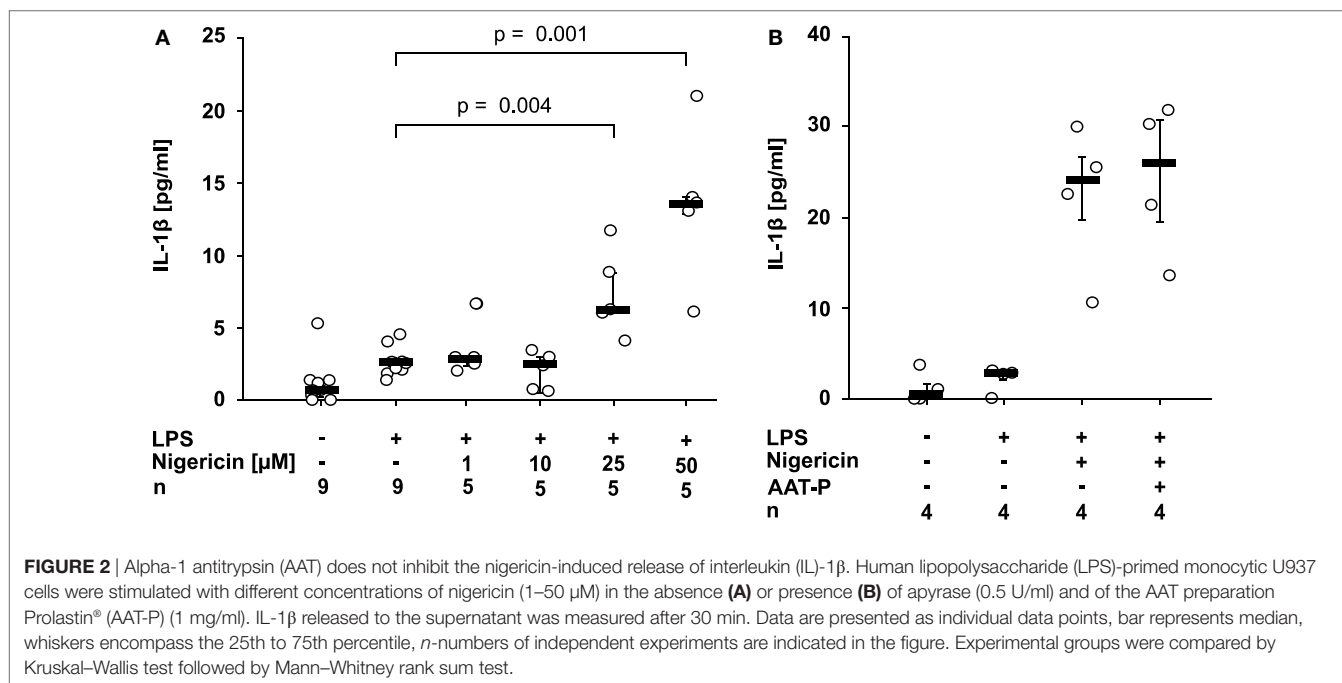 A
25
20
15
10
5
0
IL-1β [pg/ml]
p = 0.001
p = 0.004
LPS - + + + + +
Nigericin [µM] - - 1 10 25 50
n 9 9 5 5 5 5
B
40
30
20
10
0
IL-1β [pg/ml]
LPS - + + +
Nigericin - - + +
AAT-P - - - +
n 4 4 4 4
FIGURE 2 | Alpha-1 antitrypsin (AAT) does not inhibit the nigericin-induced release of interleukin (IL)-1β. Human lipopolysaccharide (LPS)-primed monocytic U937
cells were stimulated with different concentrations of nigericin (1–50 µM) in the absence (A) or presence (B) of apyrase (0.5 U/ml) and of the AAT preparation
Prolastin® (AAT-P) (1 mg/ml). IL-1β released to the supernatant was measured after 30 min. Data are presented as individual data points, bar represents median,
whiskers encompass the 25th to 75th percentile, n-numbers of independent experiments are indicated in the figure. Experimental groups were compared by
Kruskal–Wallis test followed by Mann–Whitney rank sum test.